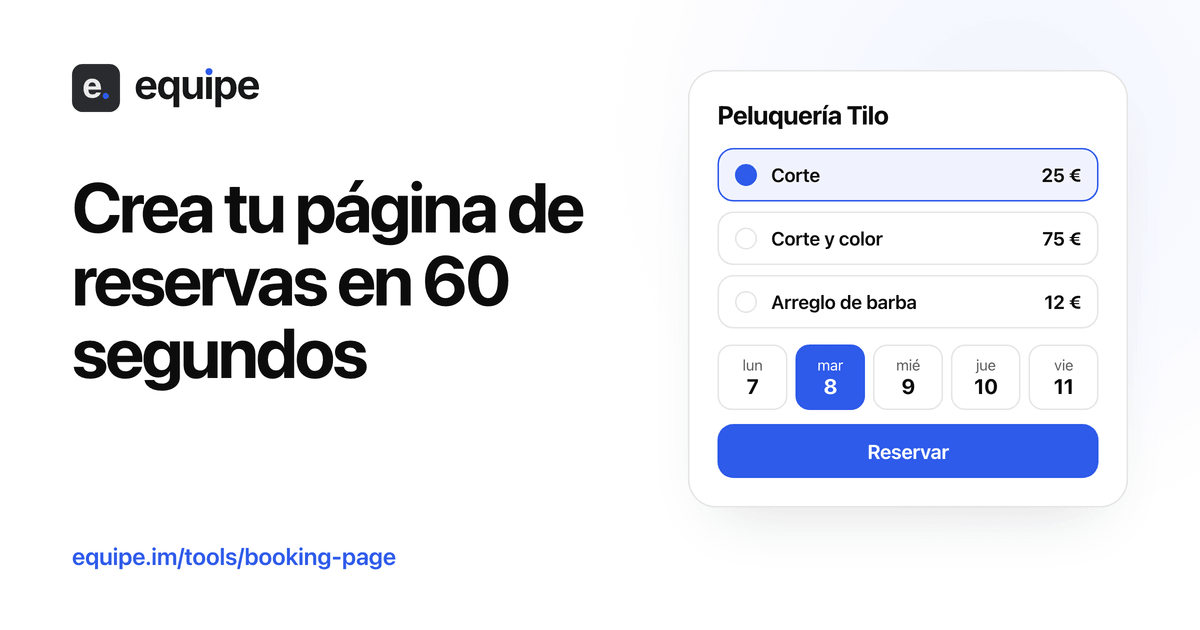 e.
equipe
Crea tu página de
reservas en 60
segundos
equipe.im/tools/booking-page
Peluquería Tilo
Corte 25 €
Corte y color 75 €
Arreglo de barba 12 €
lun mar mié jue vie
7 8 9 10 11
Reservar